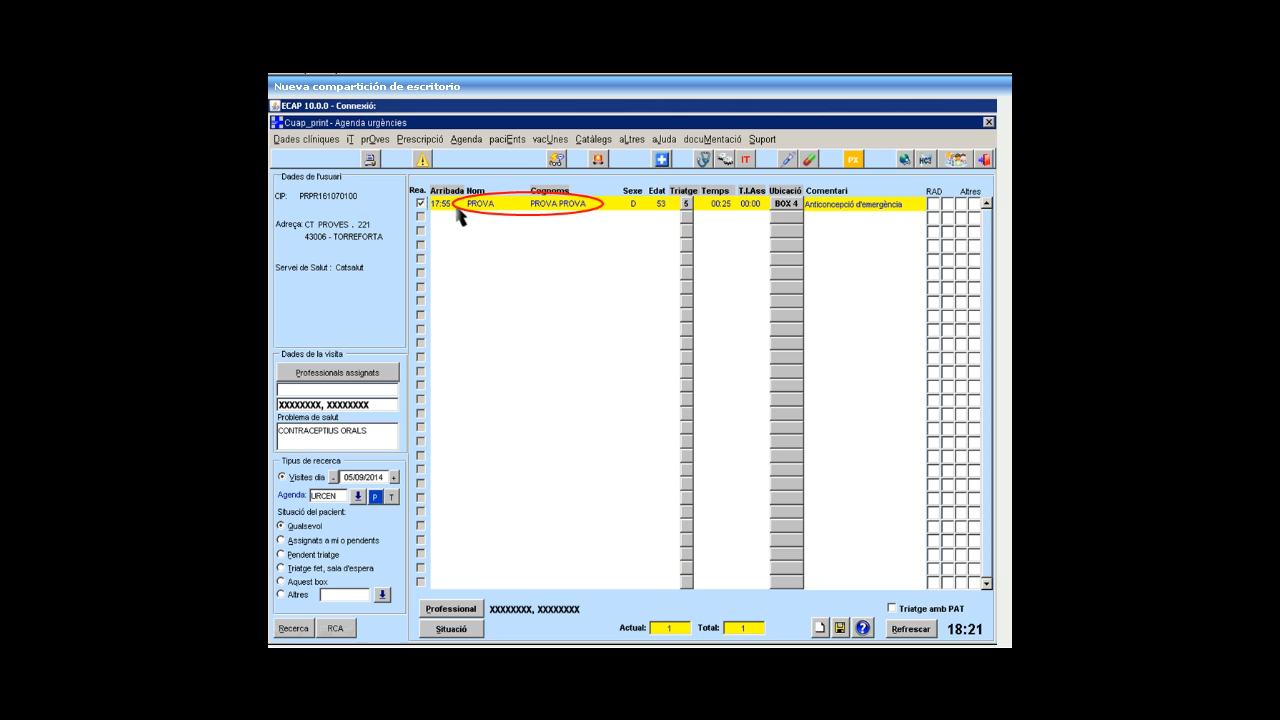 Nueva compartición de escritorio
ECAP 10.0.0 - Connexió:
Cuap_print - Agenda urgències
Dades clíniques iT prOves Prescripció Agenda paciEnts vacUnes Catàlegs aLtres aJuda docuMentació Suport
IT PX HC3
Dades de l'usuari
CIP: PRPR161070100
Adreça: CT PROVES . 221
43006 - TORREFORTA
Servei de Salut : Catsalut
Rea. Arribada Nom Cognoms Sexe Edat Triatge Temps T.I.Ass Ubicació Comentari RAD Altres
17:55 PROVA PROVA PROVA D 53 5 00:25 00:00 BOX 4 Anticoncepció d'emergència
Dades de la visita
Professionals assignats
XXXXXXXX, XXXXXXXX
Problema de salut
CONTRACEPTIUS ORALS
Tipus de recerca
Visites dia - 05/09/2014 +
Agenda: URCEN P T
Situació del pacient:
Qualsevol
Assignats a mi o pendents
Pendent triatge
Triatge fet, sala d'espera
Aquest box
Altres
Recerca RCA
Professional XXXXXXXX, XXXXXXXX Triatge amb PAT
Situació Actual: 1 Total: 1 ? Refrescar 18:21